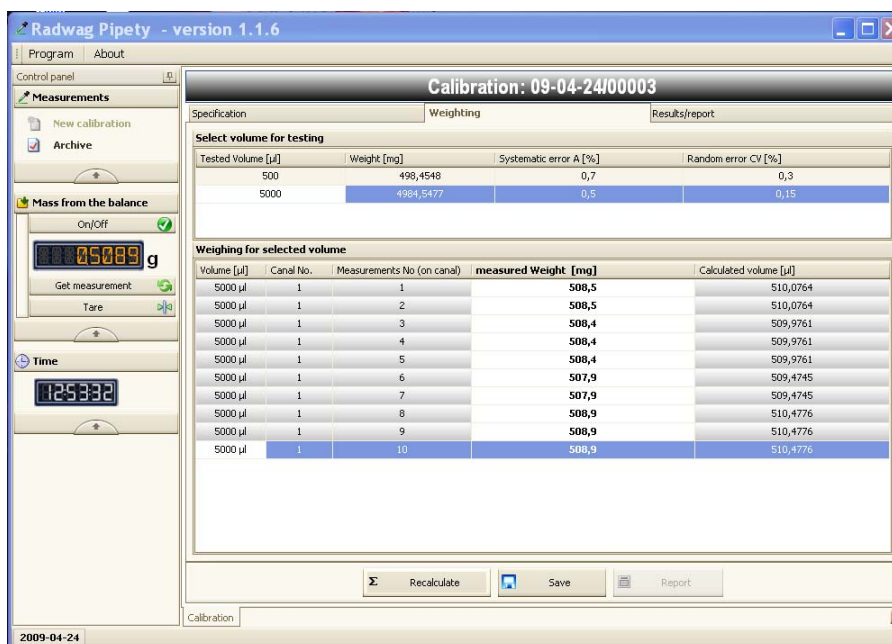 Radwag Pipety - version 1.1.6
Program About
Control panel
Measurements
New calibration
Archive
Mass from the balance
On/Off
0,5089 g
Get measurement
Tare
Time
12:53:32
Calibration: 09-04-24/00003
Specification Weighting Results/report
Select volume for testing
Tested Volume [µl] Weight [mg] Systematic error A [%] Random error CV [%]
500 498,4548 0,7 0,3
5000 4984,5477 0,5 0,15
Weighing for selected volume
Volume [µl] Canal No. Measurements No (on canal) measured Weight [mg] Calculated volume [µl]
5000 µl 1 1 508,5 510,0764
5000 µl 1 2 508,5 510,0764
5000 µl 1 3 508,4 509,9761
5000 µl 1 4 508,4 509,9761
5000 µl 1 5 508,4 509,9761
5000 µl 1 6 507,9 509,4745
5000 µl 1 7 507,9 509,4745
5000 µl 1 8 508,9 510,4776
5000 µl 1 9 508,9 510,4776
5000 µl 1 10 508,9 510,4776
Σ Recalculate Save Report
Calibration
2009-04-24